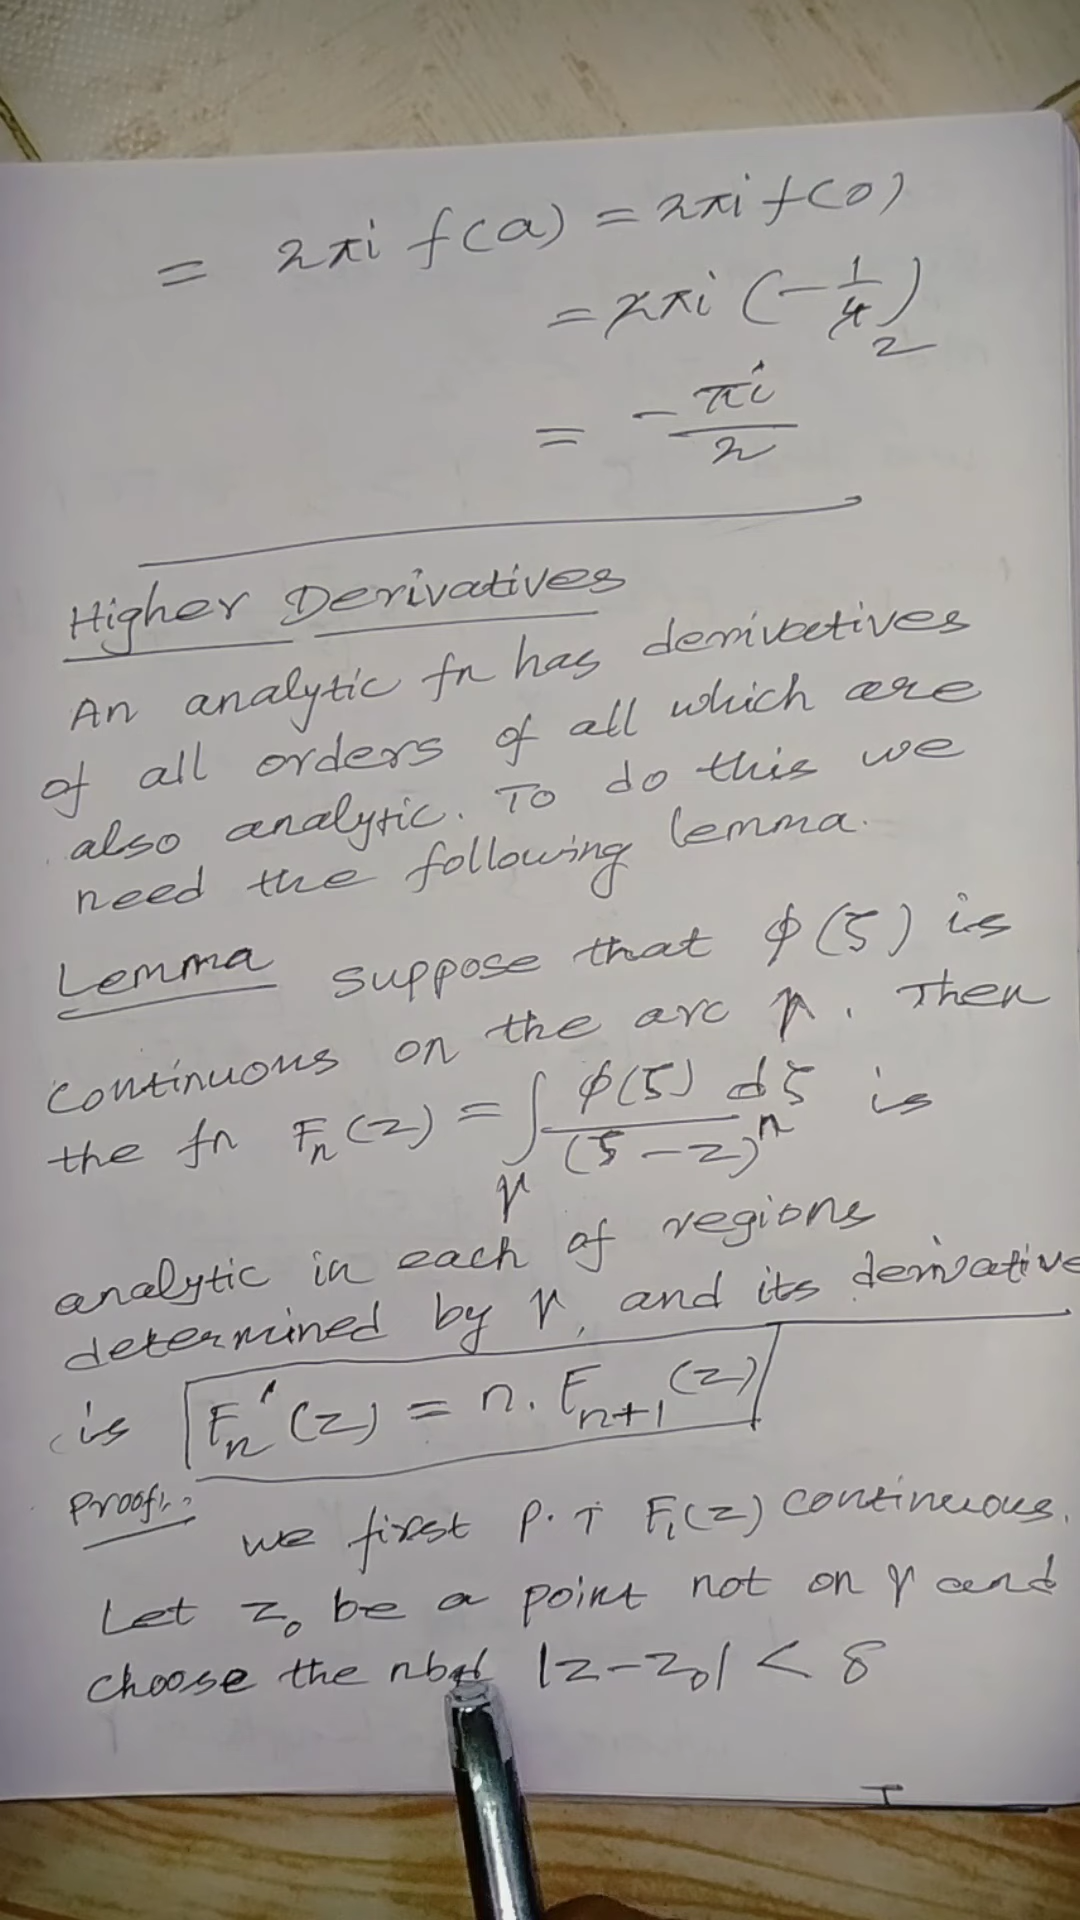 = 2πi f(a) = 2πi f(0)
= 2πi (-1/4) 2
= -πi/2
Higher Derivatives
An analytic fn has derivatives
of all orders of all which are
also analytic. To do this we
need the following lemma.
Lemma Suppose that φ(ζ) is
continuous on the arc γ. Then
the fn Fₙ(z) = ∫γ φ(ζ) dζ / (ζ-z)ⁿ is
analytic in each of regions
determined by γ, and its derivative
is Fₙ'(z) = n. Fₙ₊₁(z)
Proof:-
we first P.T F₁(z) continuous.
Let z₀ be a point not on γ and
choose the nbd |z-z₀| < δ